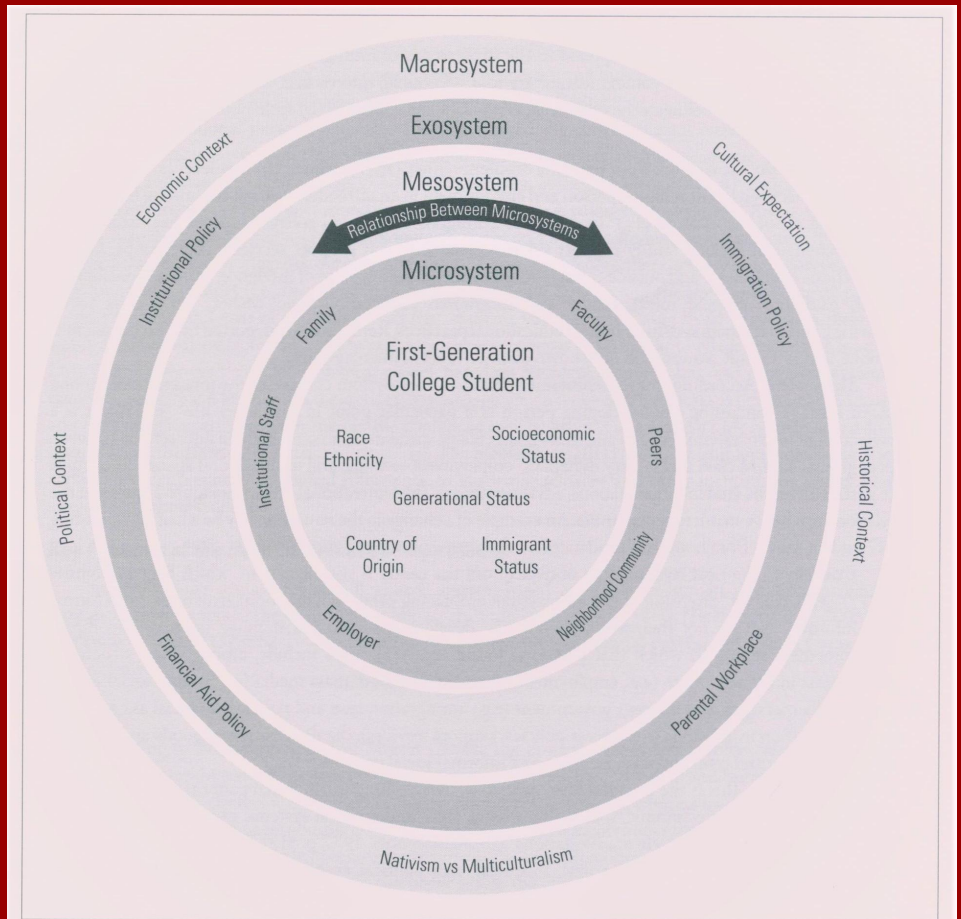 Macrosystem
Economic Context
Cultural Expectation
Political Context
Historical Context
Nativism vs Multiculturalism
Exosystem
Institutional Policy
Immigration Policy
Financial Aid Policy
Parental Workplace
Mesosystem
Relationship Between Microsystems
Microsystem
Family
Faculty
Institutional Staff
Peers
Employer
Neighborhood Community
First-Generation
College Student
Race
Ethnicity
Socioeconomic
Status
Generational Status
Country of
Origin
Immigrant
Status